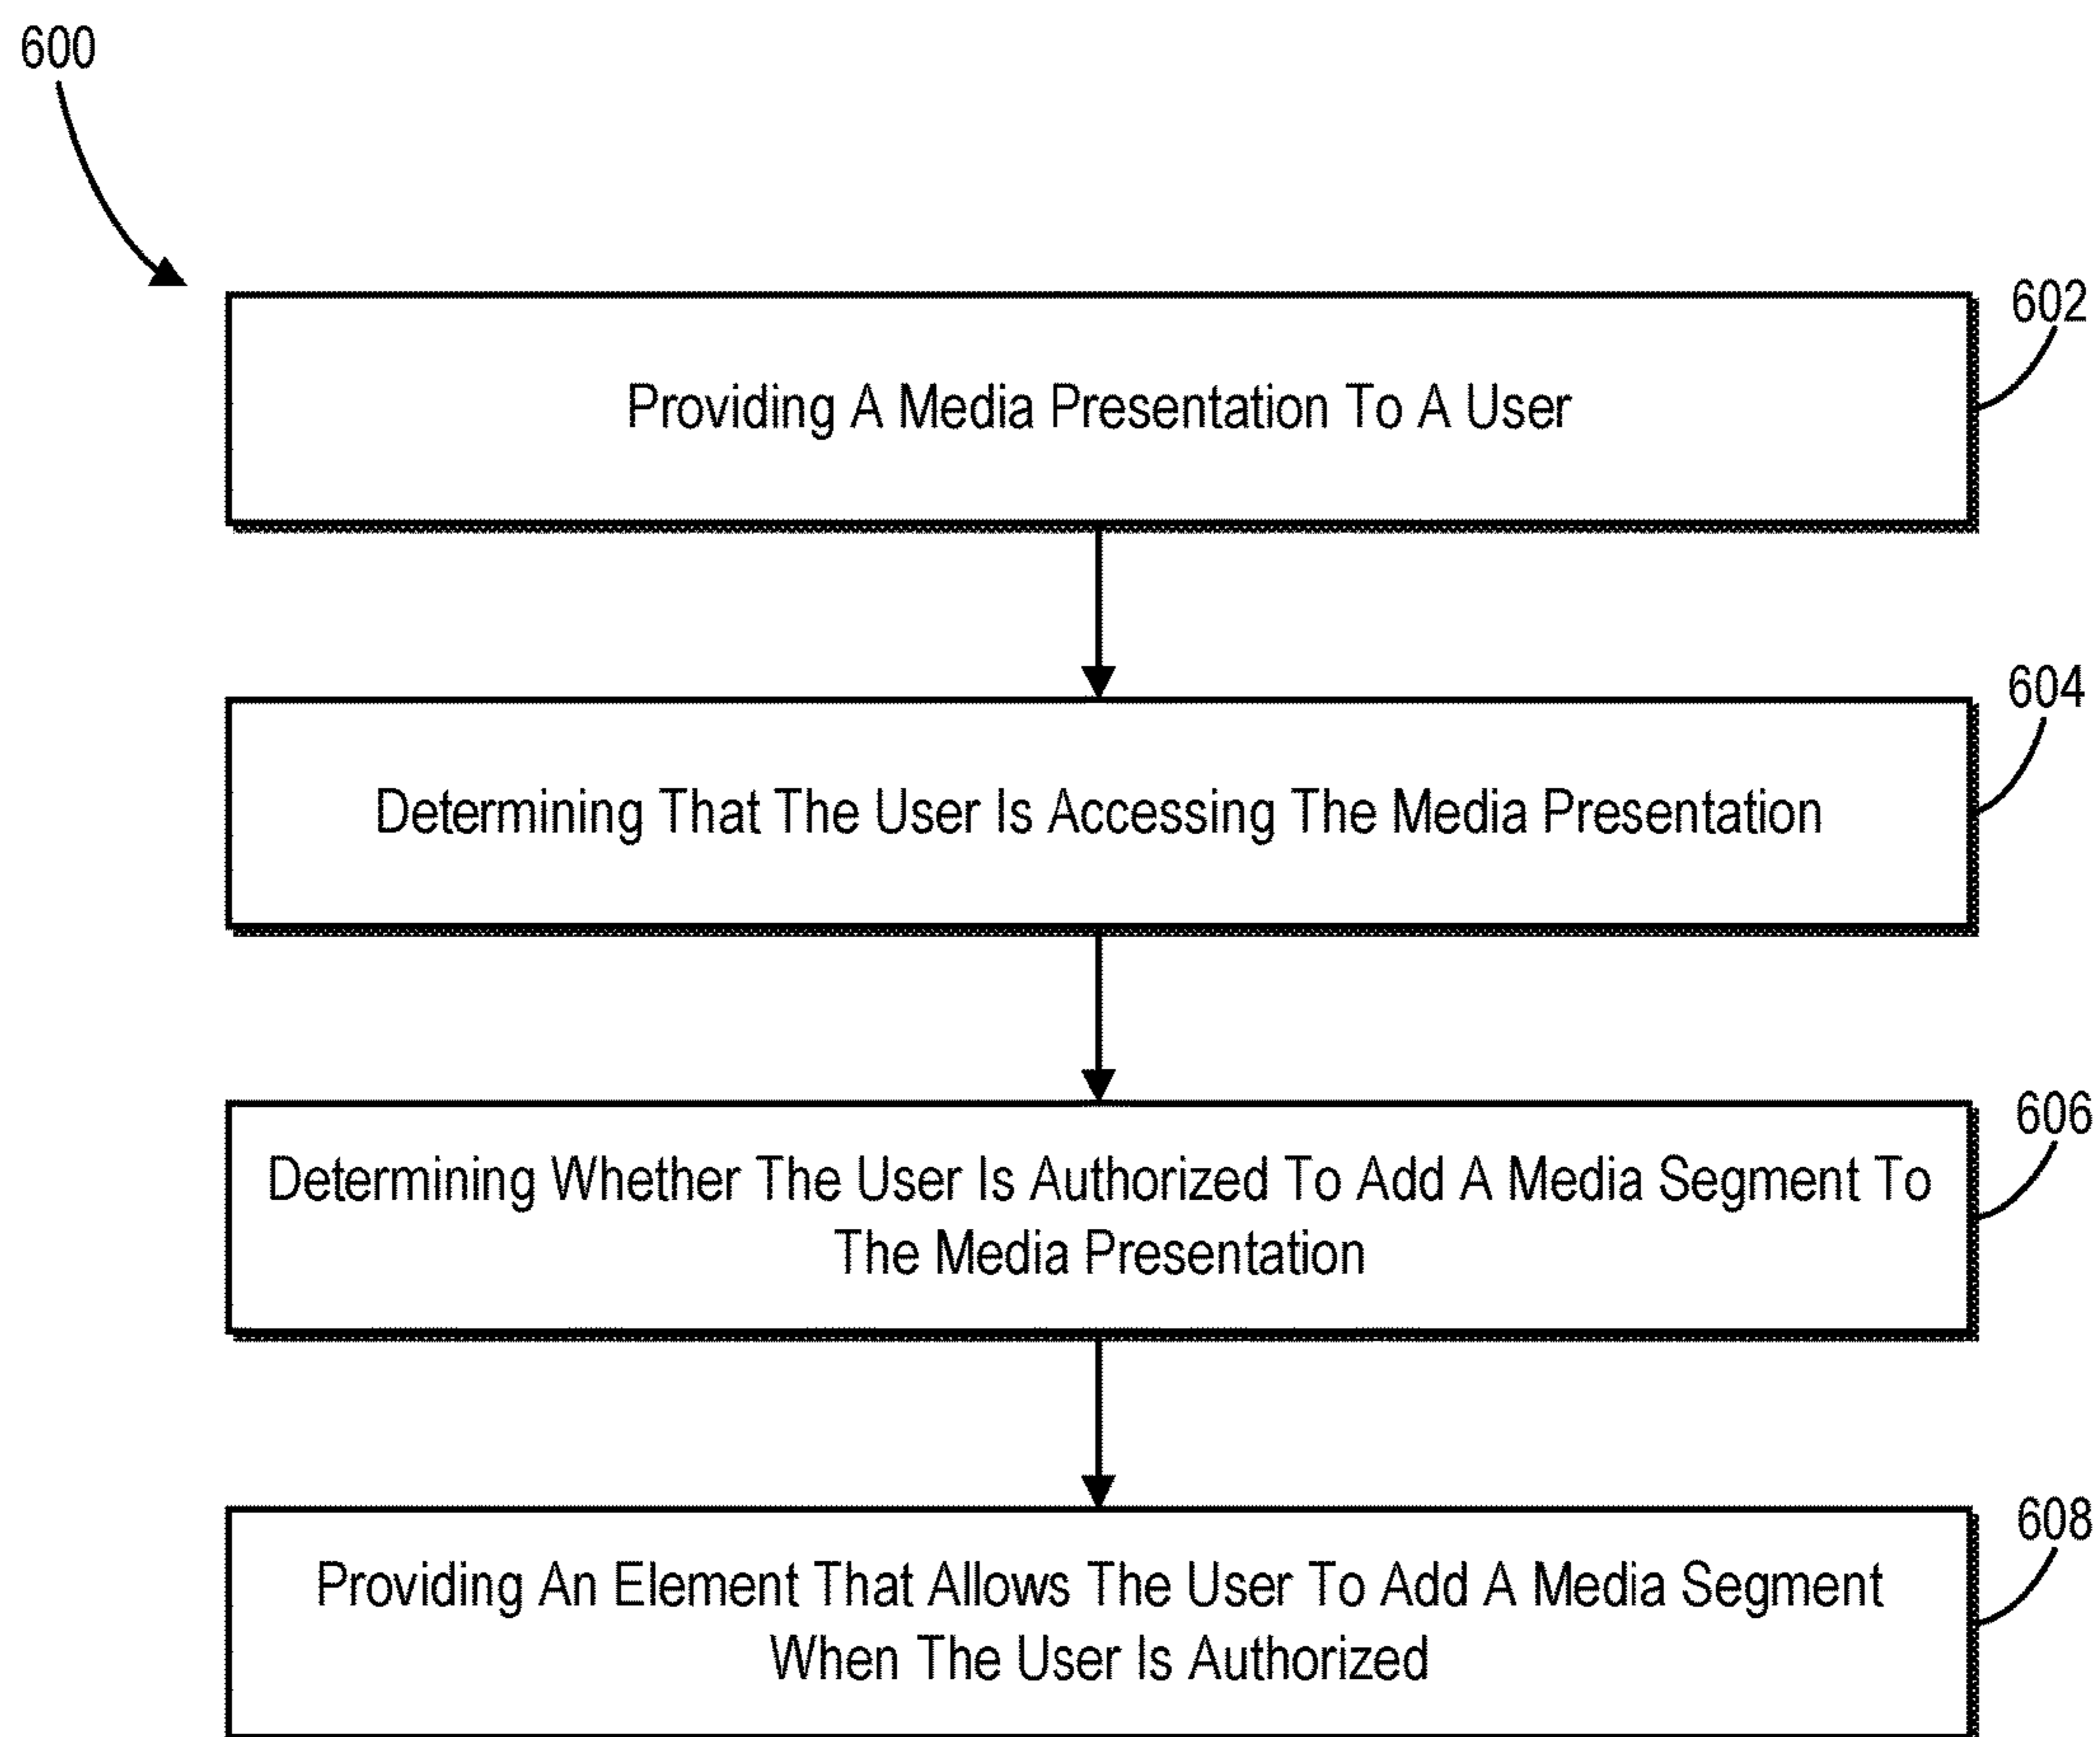 600
602
Providing A Media Presentation To A User
604
Determining That The User Is Accessing The Media Presentation
606
Determining Whether The User Is Authorized To Add A Media Segment To
The Media Presentation
608
Providing An Element That Allows The User To Add A Media Segment
When The User Is Authorized